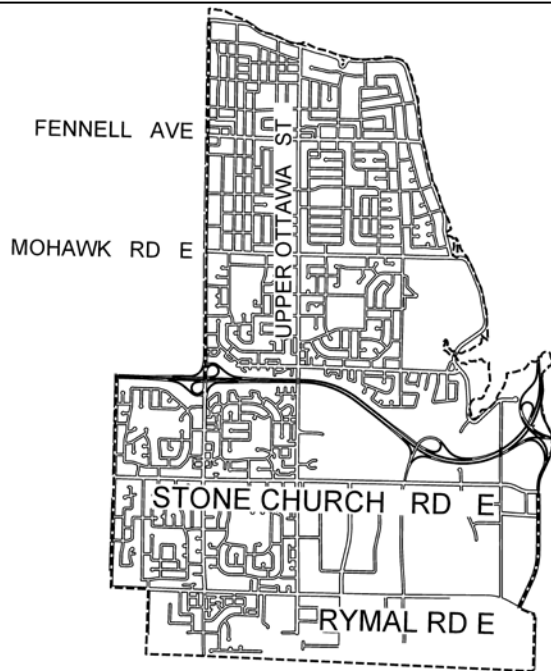 FENNELL AVE
UPPER OTTAWA ST
MOHAWK RD E
STONE CHURCH RD E
RYMAL RD E